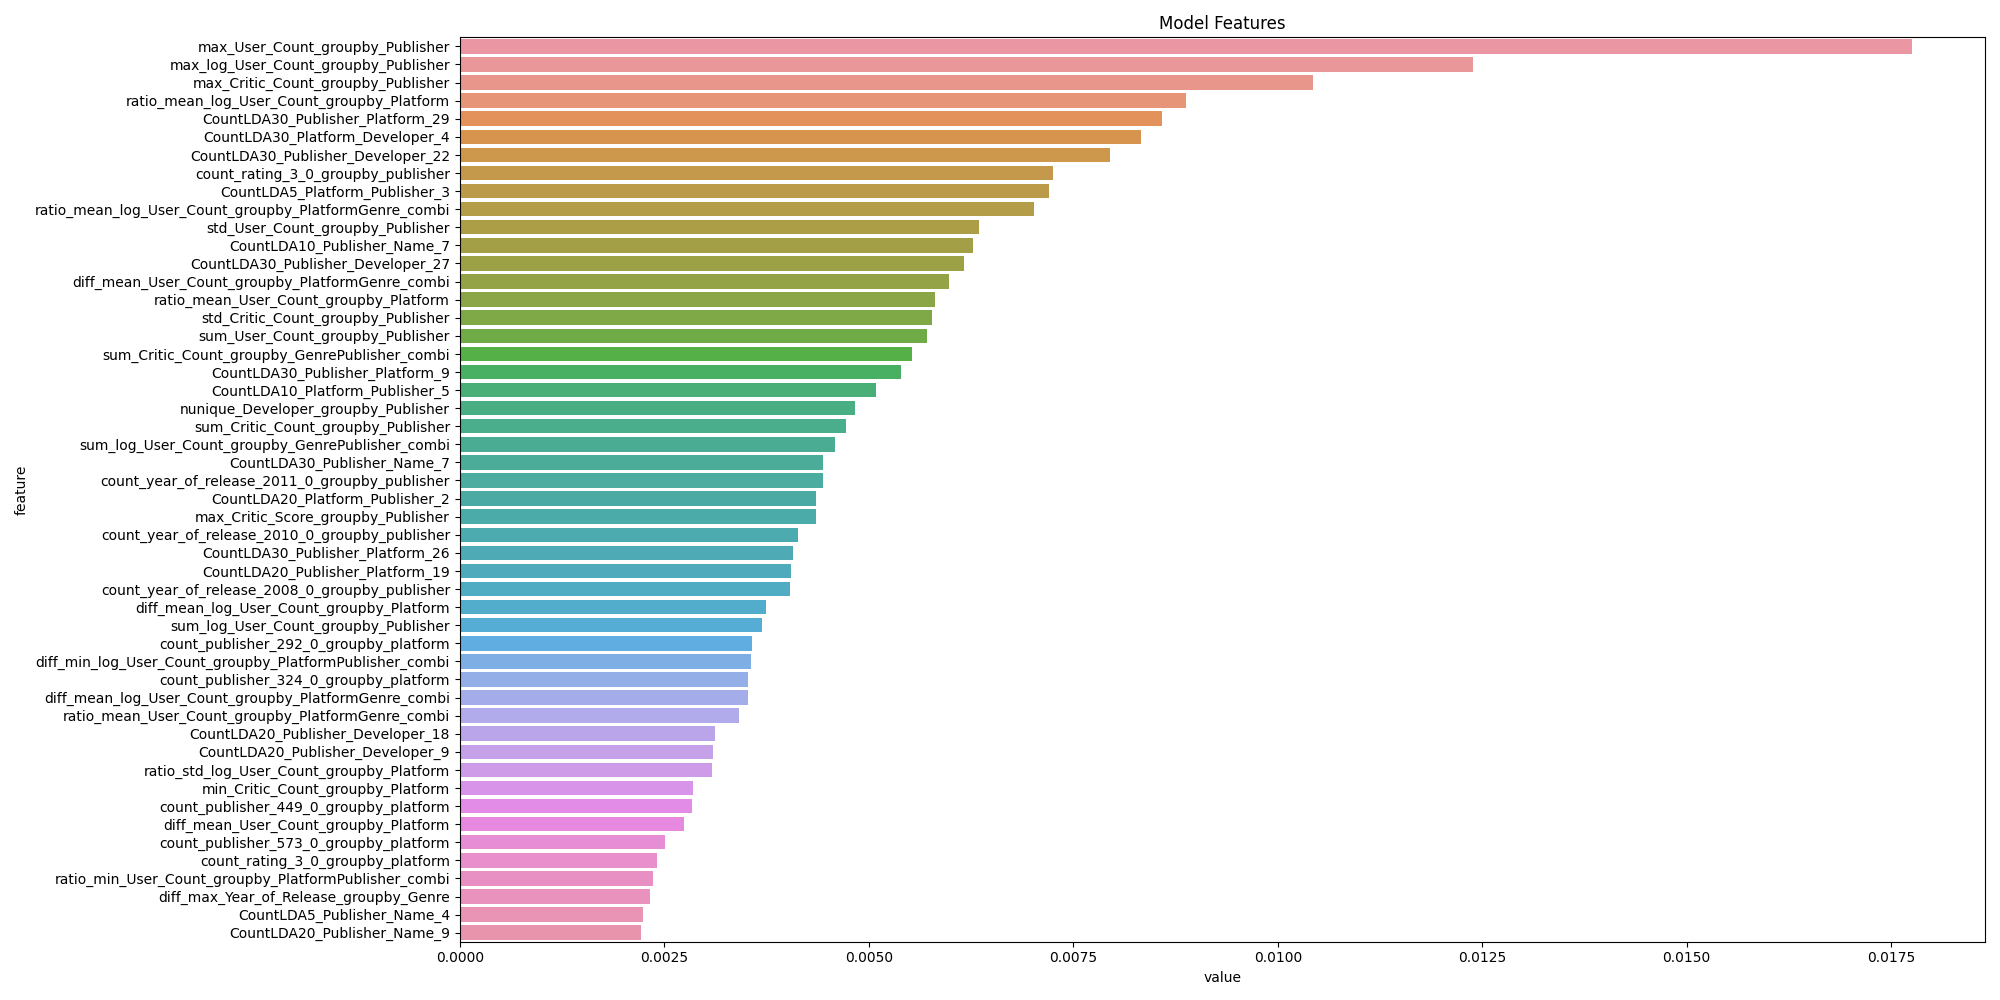 Model Features
max_User_Count_groupby_Publisher
max_log_User_Count_groupby_Publisher
max_Critic_Count_groupby_Publisher
ratio_mean_log_User_Count_groupby_Platform
CountLDA30_Publisher_Platform_29
CountLDA30_Platform_Developer_4
CountLDA30_Publisher_Developer_22
count_rating_3_0_groupby_publisher
CountLDA5_Platform_Publisher_3
ratio_mean_log_User_Count_groupby_PlatformGenre_combi
std_User_Count_groupby_Publisher
CountLDA10_Publisher_Name_7
CountLDA30_Publisher_Developer_27
diff_mean_User_Count_groupby_PlatformGenre_combi
ratio_mean_User_Count_groupby_Platform
std_Critic_Count_groupby_Publisher
sum_User_Count_groupby_Publisher
sum_Critic_Count_groupby_GenrePublisher_combi
CountLDA30_Publisher_Platform_9
CountLDA10_Platform_Publisher_5
nunique_Developer_groupby_Publisher
sum_Critic_Count_groupby_Publisher
sum_log_User_Count_groupby_GenrePublisher_combi
CountLDA30_Publisher_Name_7
count_year_of_release_2011_0_groupby_publisher
CountLDA20_Platform_Publisher_2
max_Critic_Score_groupby_Publisher
count_year_of_release_2010_0_groupby_publisher
CountLDA30_Publisher_Platform_26
CountLDA20_Publisher_Platform_19
count_year_of_release_2008_0_groupby_publisher
diff_mean_log_User_Count_groupby_Platform
sum_log_User_Count_groupby_Publisher
count_publisher_292_0_groupby_platform
diff_min_log_User_Count_groupby_PlatformPublisher_combi
count_publisher_324_0_groupby_platform
diff_mean_log_User_Count_groupby_PlatformGenre_combi
ratio_mean_User_Count_groupby_PlatformGenre_combi
CountLDA20_Publisher_Developer_18
CountLDA20_Publisher_Developer_9
ratio_std_log_User_Count_groupby_Platform
min_Critic_Count_groupby_Platform
count_publisher_449_0_groupby_platform
diff_mean_User_Count_groupby_Platform
count_publisher_573_0_groupby_platform
count_rating_3_0_groupby_platform
ratio_min_User_Count_groupby_PlatformPublisher_combi
diff_max_Year_of_Release_groupby_Genre
CountLDA5_Publisher_Name_4
CountLDA20_Publisher_Name_9
feature
0.0000 0.0025 0.0050 0.0075 0.0100 0.0125 0.0150 0.0175
value